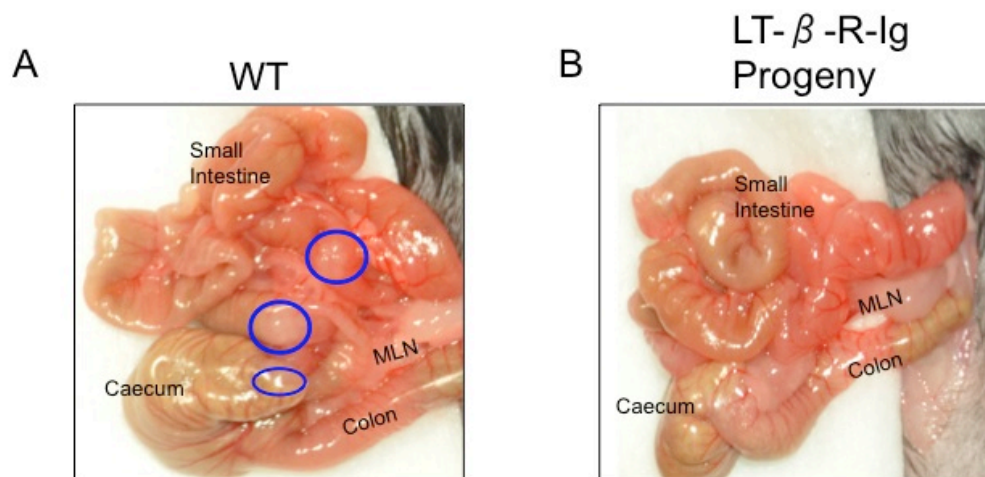 A
WT
Small
Intestine
MLN
Caecum
Colon
B
LT-β-R-Ig
Progeny
Small
Intestine
MLN
Colon
Caecum